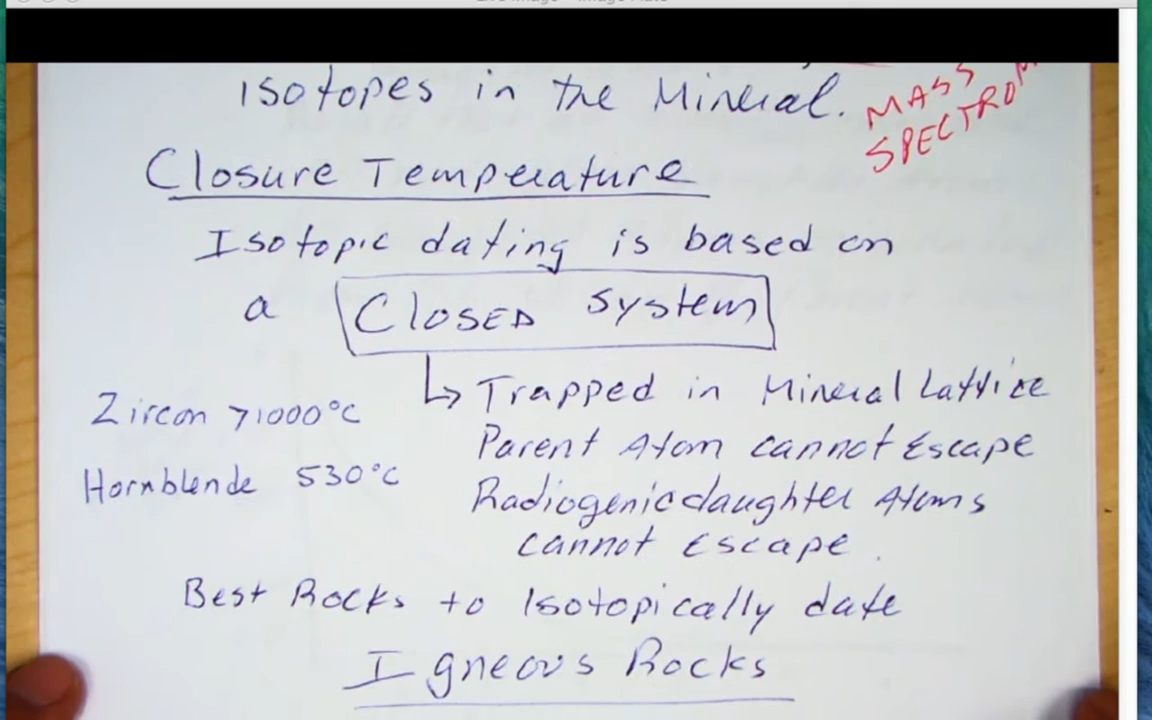 Isotopes in the Mineral.
MASS
Closure Temperature
Isotopic dating is based on
a Closed System
Trapped in Mineral Lattice
Zircon >1000°C
Parent Atom cannot Escape
Hornblende 530°C
Radiogenic daughter Atoms
cannot Escape.
Best Rocks to Isotopically date
Igneous Rocks